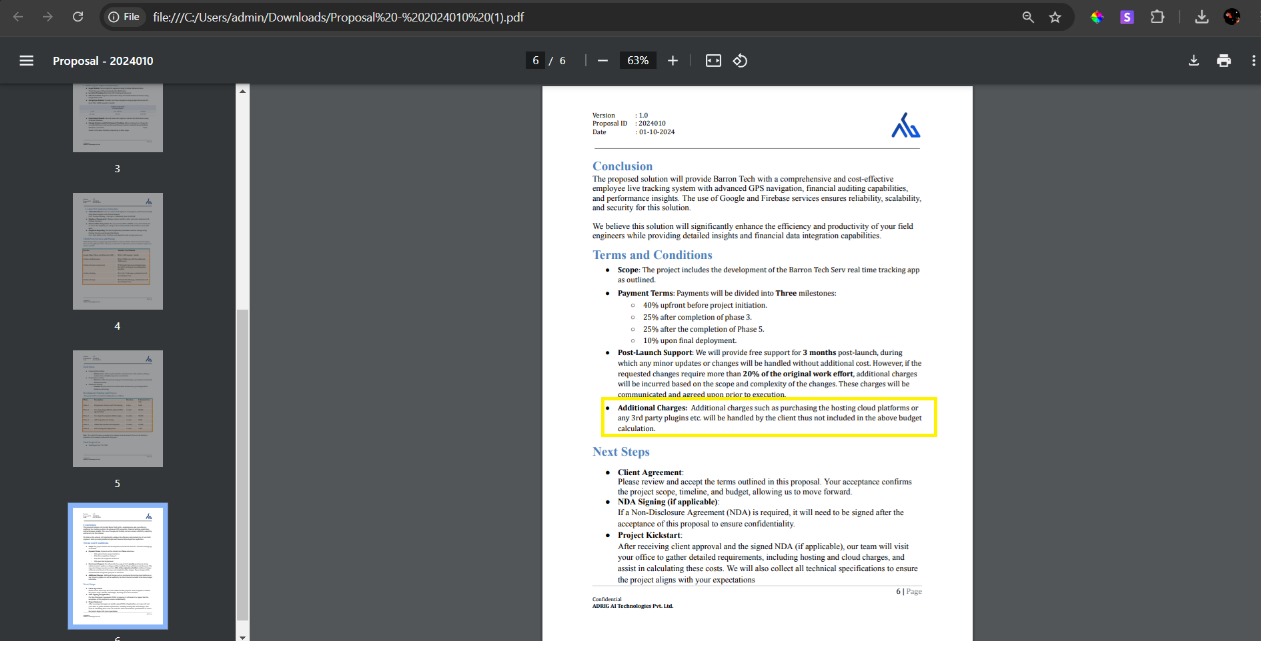 File
file:///C:/Users/admin/Downloads/Proposal%20-%202024010%20(1).pdf
S
Proposal - 2024010
6 / 6
63%
3
4
5
6
Version : 1.0
Proposal ID : 2024010
Date : 01-10-2024
Conclusion
The proposed solution will provide Barron Tech with a comprehensive and cost-effective
employee live tracking system with advanced GPS navigation, financial auditing capabilities,
and performance insights. The use of Google and Firebase services ensures reliability, scalability,
and security for this solution.
We believe this solution will significantly enhance the efficiency and productivity of your field
engineers while providing detailed insights and financial data integration capabilities.
Terms and Conditions
• Scope: The project includes the development of the Barron Tech Serv real time tracking app
as outlined.
• Payment Terms: Payments will be divided into Three milestones:
○ 40% upfront before project initiation.
○ 25% after completion of phase 3.
○ 25% after the completion of Phase 5.
○ 10% upon final deployment.
• Post-Launch Support: We will provide free support for 3 months post-launch, during
which any minor updates or changes will be handled without additional cost. However, if the
requested changes require more than 20% of the original work effort, additional charges
will be incurred based on the scope and complexity of the changes. These charges will be
communicated and agreed upon prior to execution.
• Additional Charges: Additional charges such as purchasing the hosting cloud platforms or
any 3rd party plugins etc. will be handled by the client thus not included in the above budget
calculation.
Next Steps
• Client Agreement:
Please review and accept the terms outlined in this proposal. Your acceptance confirms
the project scope, timeline, and budget, allowing us to move forward.
• NDA Signing (if applicable):
If a Non-Disclosure Agreement (NDA) is required, it will need to be signed after the
acceptance of this proposal to ensure confidentiality.
• Project Kickstart:
After receiving client approval and the signed NDA (if applicable), our team will visit
your office to gather detailed requirements, including hosting and cloud charges, and
assist in calculating these costs. We will also collect all technical specifications to ensure
the project aligns with your expectations
6 | Page
Confidential
ADRIG AI Technologies Pvt. Ltd.